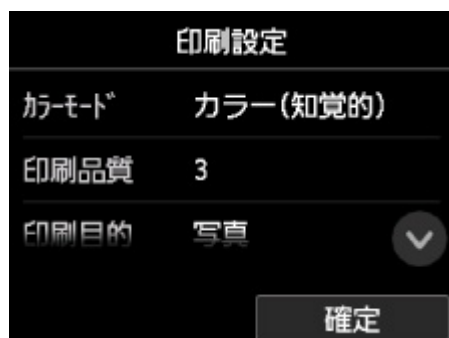 印刷設定
ｶﾗｰﾓｰﾄﾞ カラー(知覚的)
印刷品質 3
印刷目的 写真
確定